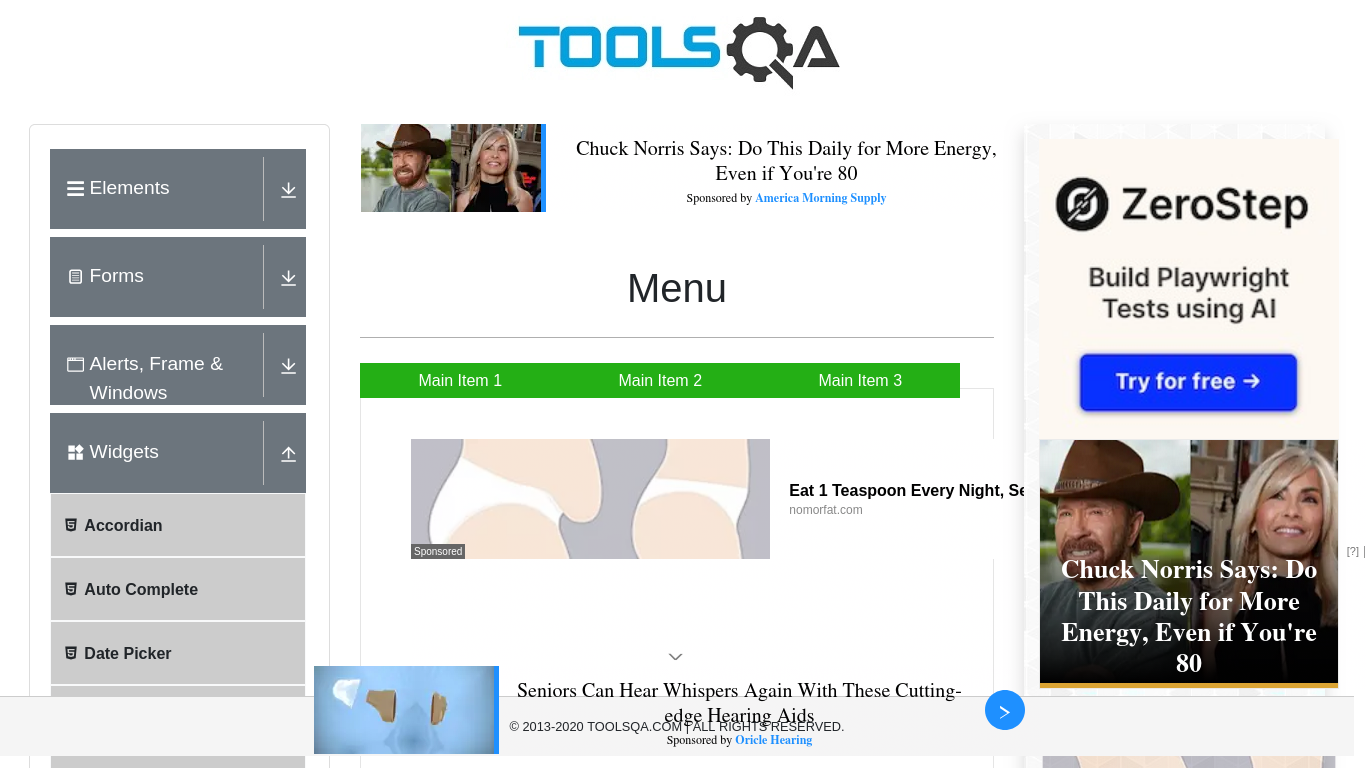 TOOLSQA
Elements
Forms
Alerts, Frame &
Windows
Widgets
Accordian
Auto Complete
Date Picker
Chuck Norris Says: Do This Daily for More Energy,
Even if You're 80
Sponsored by America Morning Supply
Menu
Main Item 1
Main Item 2
Main Item 3
Eat 1 Teaspoon Every Night, Se
nomorfat.com
Sponsored
Seniors Can Hear Whispers Again With These Cutting-
edge Hearing Aids
© 2013-2020 TOOLSQA.COM | ALL RIGHTS RESERVED.
Sponsored by Oricle Hearing
ZeroStep
Build Playwright
Tests using AI
Try for free →
Chuck Norris Says: Do
This Daily for More
Energy, Even if You're
80
[?]